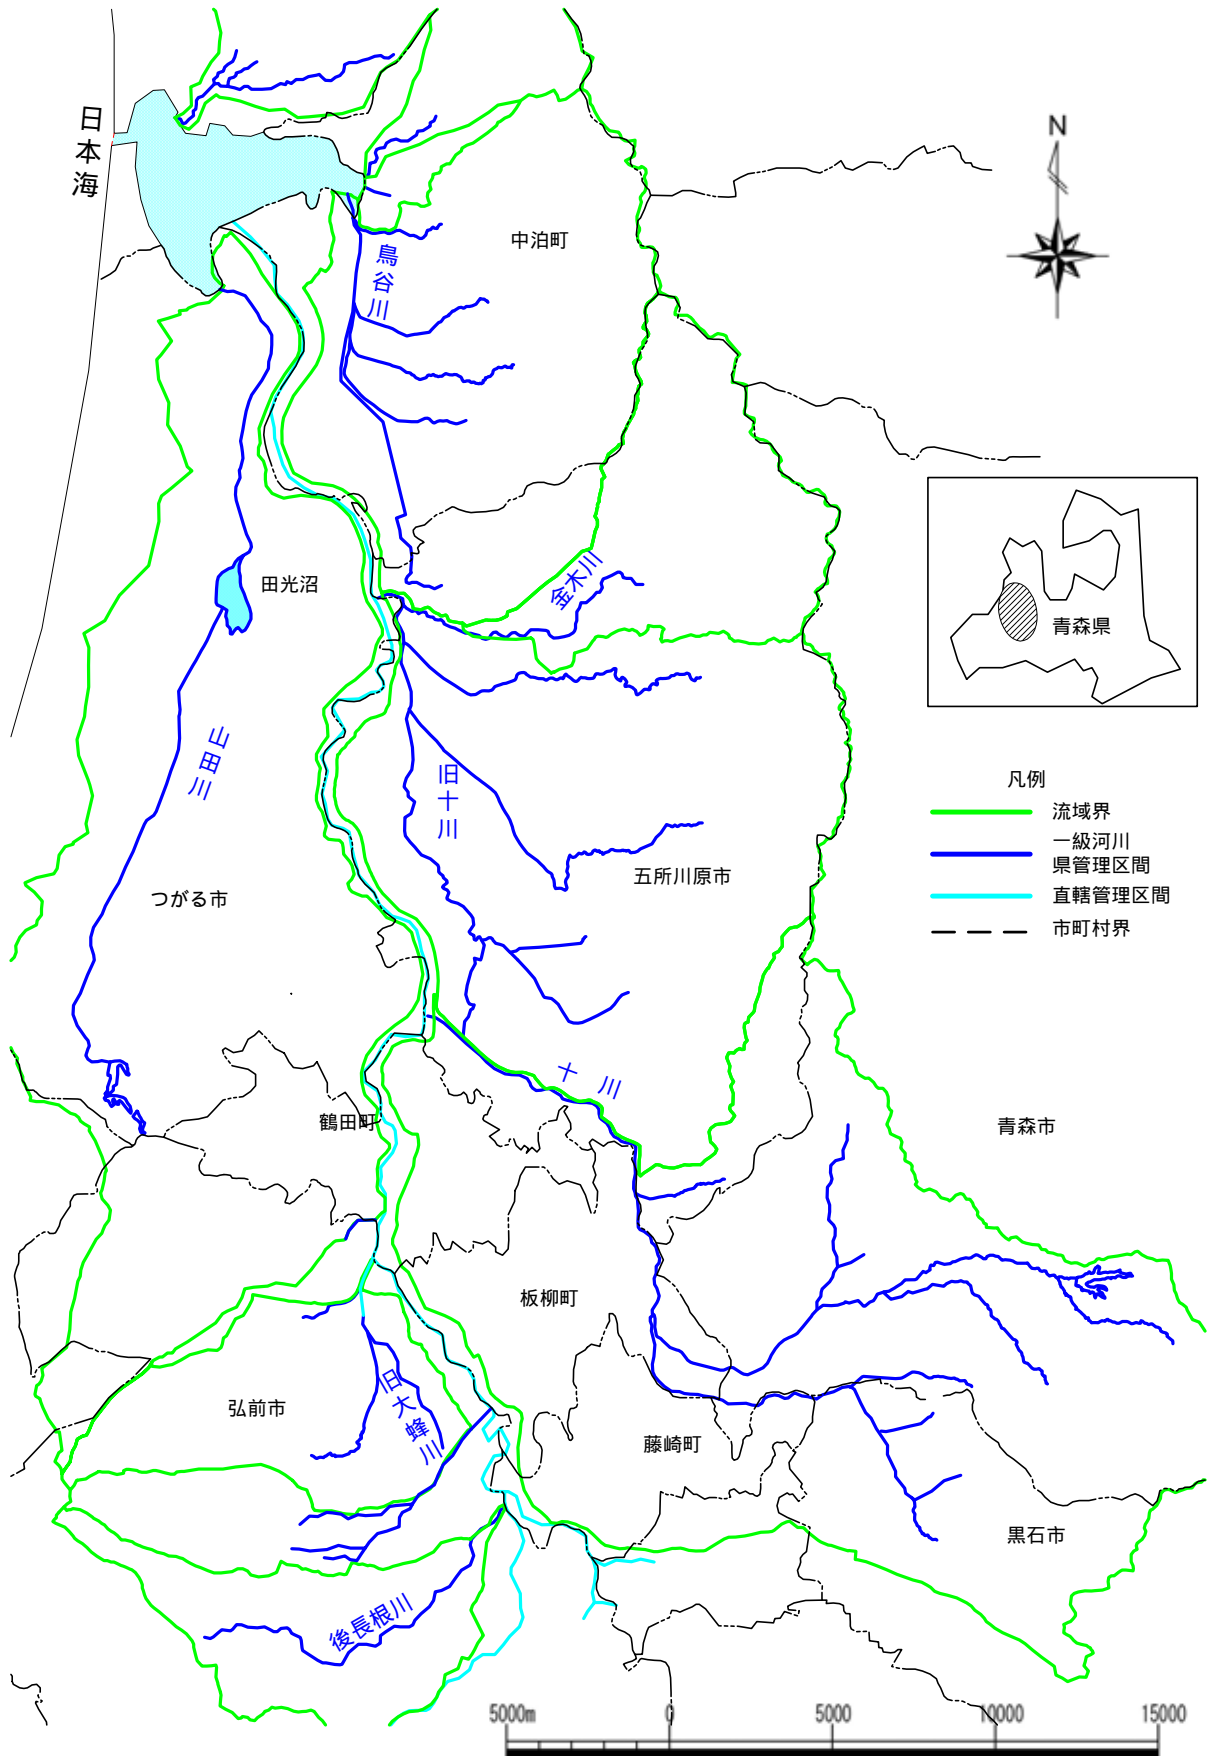 日本海
N
中泊町
鳥谷川
金木川
田光沼
青森県
山田川
旧十川
凡例
流域界
一級河川
県管理区間
直轄管理区間
市町村界
五所川原市
つがる市
十川
鶴田町
青森市
板柳町
旧大蜂川
弘前市
藤崎町
黒石市
後長根川
5000m 0 5000 10000 15000